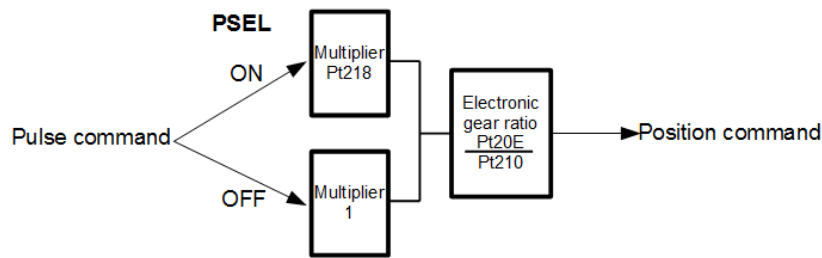 PSEL
Multiplier
Pt218
ON
Pulse command
OFF
Multiplier
1
Electronic
gear ratio
Pt20E
Pt210
Position command